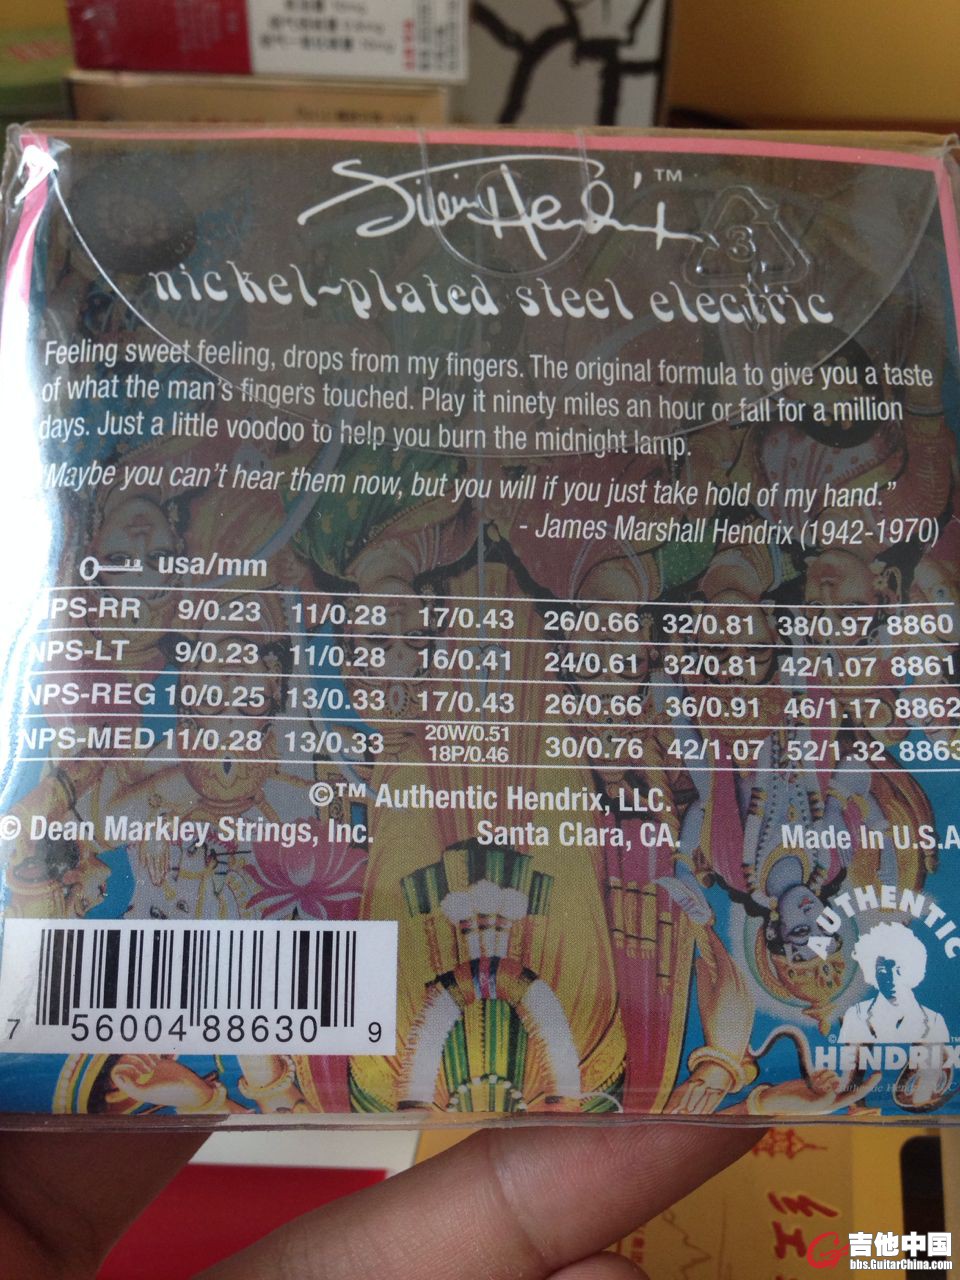 Jimi Hendrix ™
3
nickel-plated steel electric
Feeling sweet feeling, drops from my fingers. The original formula to give you a taste
of what the man's fingers touched. Play it ninety miles an hour or fall for a million
days. Just a little voodoo to help you burn the midnight lamp.
"Maybe you can't hear them now, but you will if you just take hold of my hand."
- James Marshall Hendrix (1942-1970)
usa/mm
NPS-RR 9/0.23 11/0.28 17/0.43 26/0.66 32/0.81 38/0.97 8860
NPS-LT 9/0.23 11/0.28 16/0.41 24/0.61 32/0.81 42/1.07 8861
NPS-REG 10/0.25 13/0.33 17/0.43 26/0.66 36/0.91 46/1.17 8862
NPS-MED 11/0.28 13/0.33 20W/0.51 18P/0.46 30/0.76 42/1.07 52/1.32 8863
©™ Authentic Hendrix, LLC.
© Dean Markley Strings, Inc. Santa Clara, CA. Made In U.S.A
AUTHENTIC
HENDRIX
7 56004 88630 9
吉他中国
bbs.GuitarChina.com